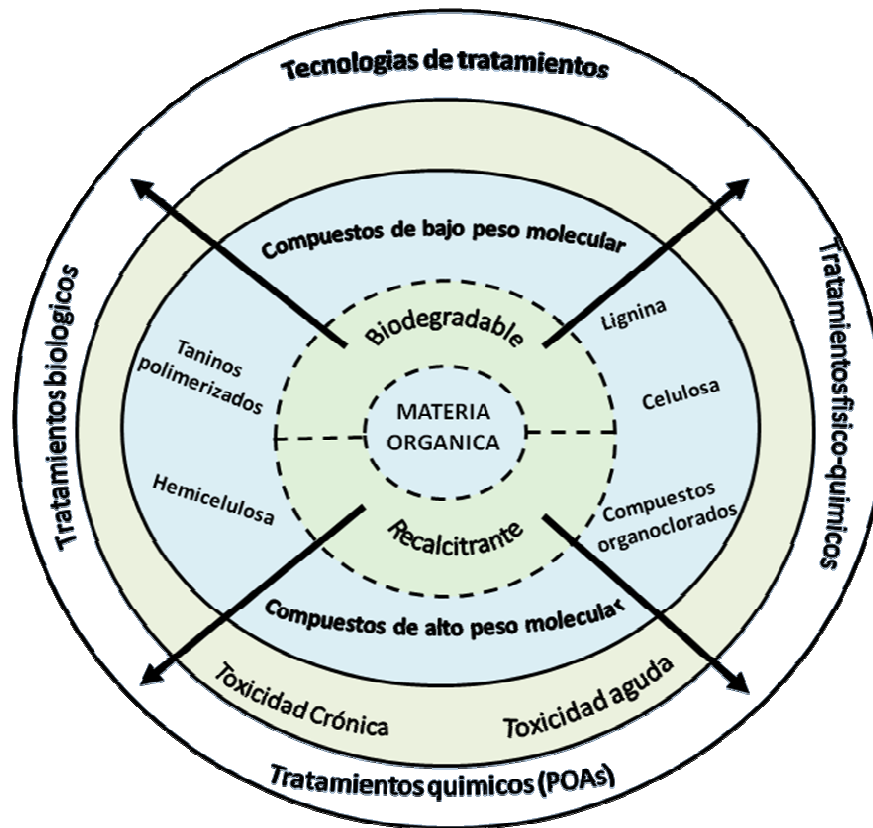 Tecnologias de tratamientos
Compuestos de bajo peso molecular
Biodegradable
Lignina
Tratamientos biologicos
Tratamientos fisico-quimicos
Taninos
polimerizados
Celulosa
MATERIA
ORGANICA
Hemicelulosa
Compuestos
organoclorados
Recalcitrante
Compuestos de alto peso molecular
Toxicidad Crónica
Toxicidad aguda
Tratamientos quimicos (POAs)